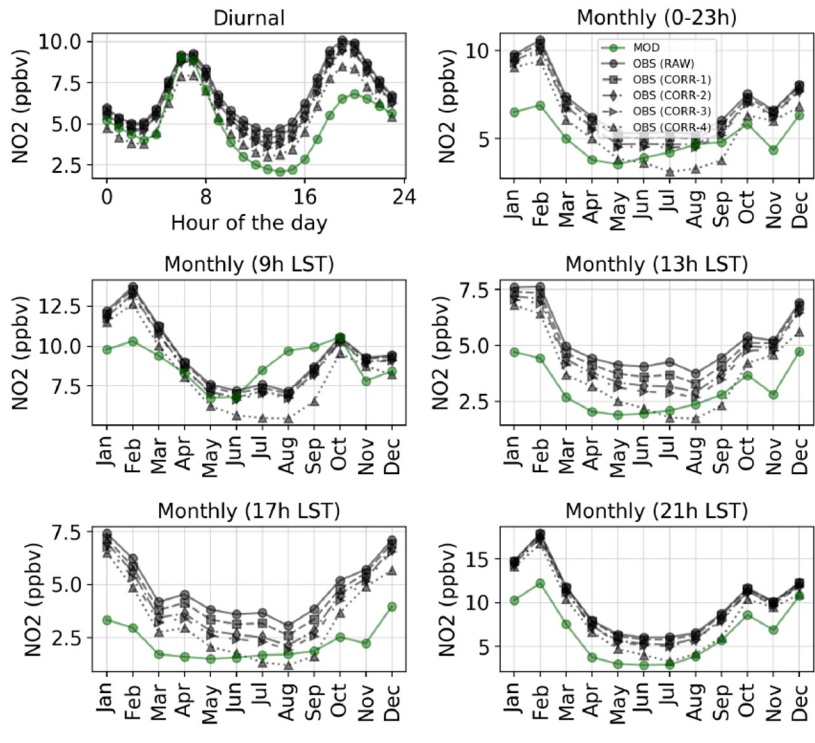 Diurnal
NO2 (ppbv)
10.0
7.5
5.0
2.5
0 8 16 24
Hour of the day
Monthly (0-23h)
NO2 (ppbv)
10
5
MOD
OBS (RAW)
OBS (CORR-1)
OBS (CORR-2)
OBS (CORR-3)
OBS (CORR-4)
Jan Feb Mar Apr May Jun Jul Aug Sep Oct Nov Dec
Monthly (9h LST)
NO2 (ppbv)
12.5
10.0
7.5
Jan Feb Mar Apr May Jun Jul Aug Sep Oct Nov Dec
Monthly (13h LST)
NO2 (ppbv)
7.5
5.0
2.5
Jan Feb Mar Apr May Jun Jul Aug Sep Oct Nov Dec
Monthly (17h LST)
NO2 (ppbv)
7.5
5.0
2.5
Jan Feb Mar Apr May Jun Jul Aug Sep Oct Nov Dec
Monthly (21h LST)
NO2 (ppbv)
15
10
5
Jan Feb Mar Apr May Jun Jul Aug Sep Oct Nov Dec